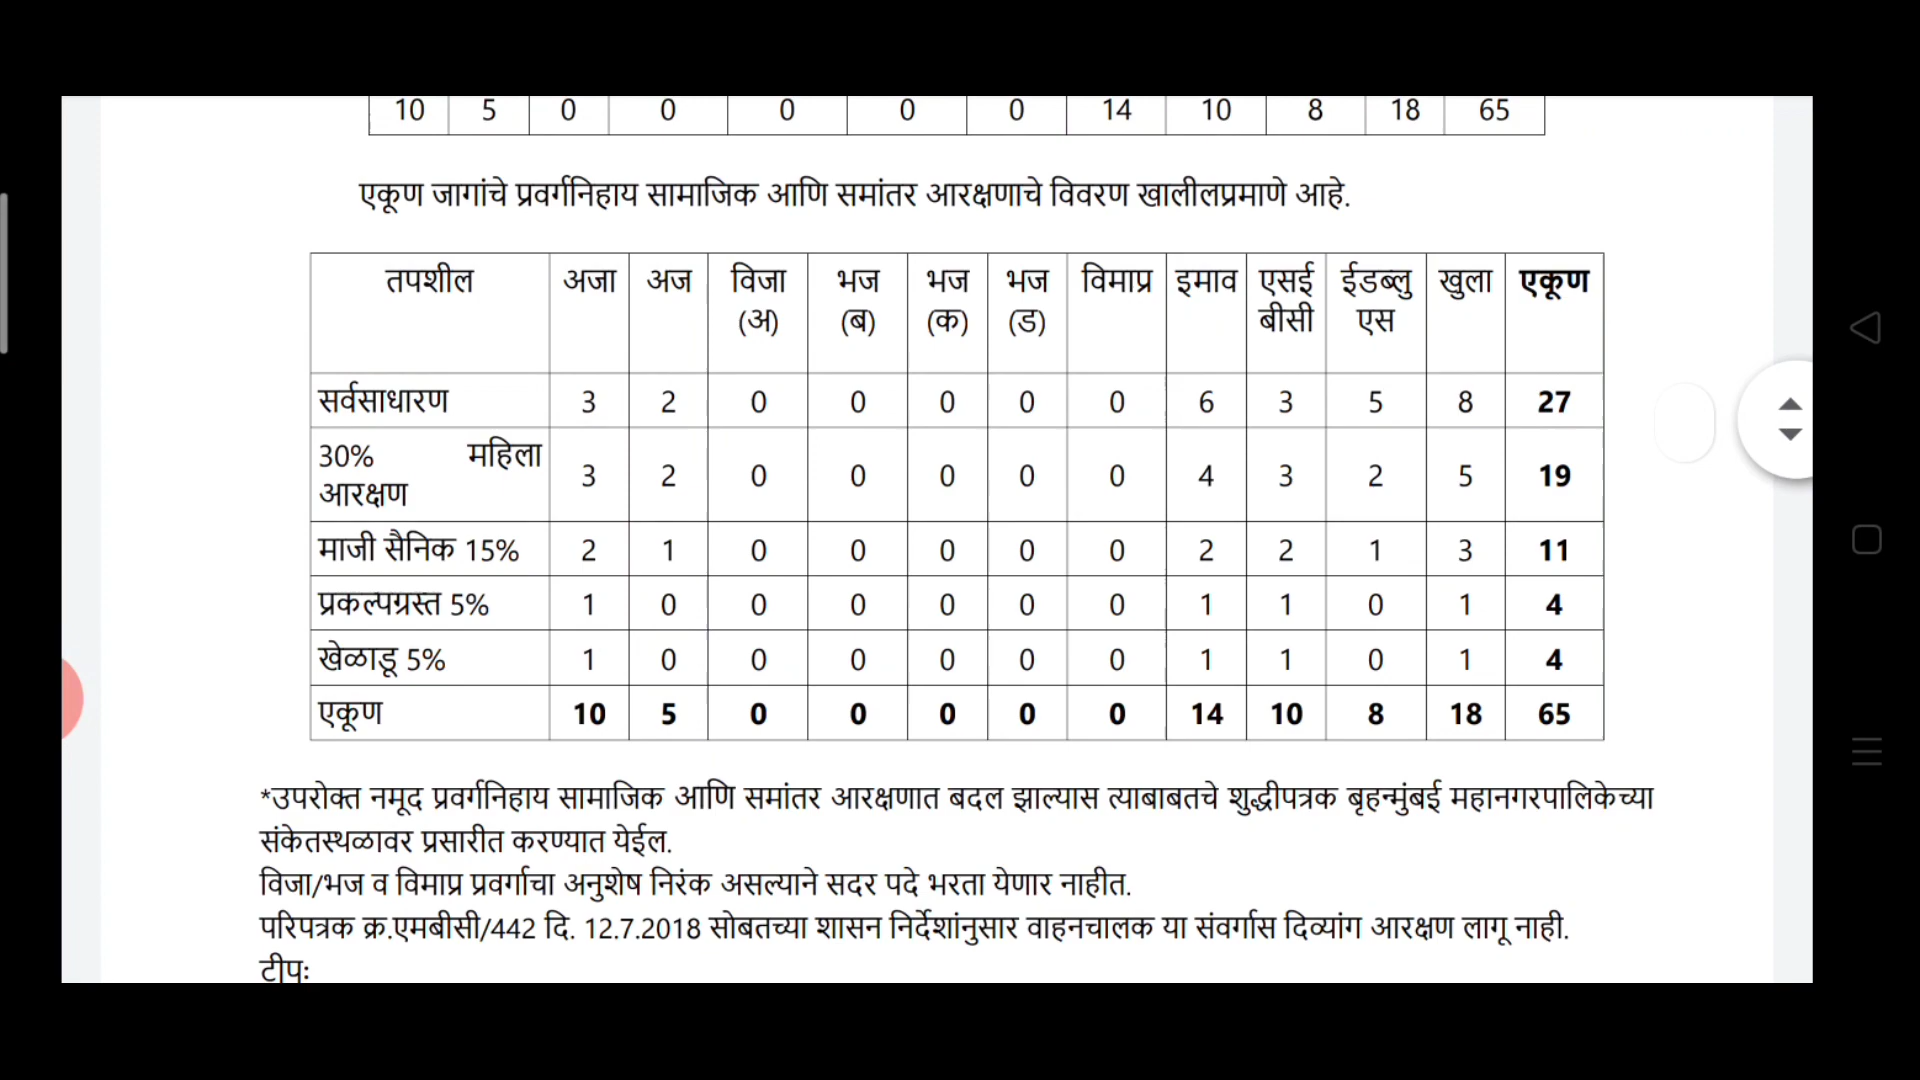 10 5 0 0 0 0 0 14 10 8 18 65
एकूण जागांचे प्रवर्गनिहाय सामाजिक आणि समांतर आरक्षणाचे विवरण खालीलप्रमाणे आहे.
तपशील अजा अज विजा भज भज भज विमाप्र इमाव एसई ईडब्लु खुला एकूण
(अ) (ब) (क) (ड) बीसी एस
सर्वसाधारण 3 2 0 0 0 0 0 6 3 5 8 27
30% महिला
आरक्षण 3 2 0 0 0 0 0 4 3 2 5 19
माजी सैनिक 15% 2 1 0 0 0 0 0 2 2 1 3 11
प्रकल्पग्रस्त 5% 1 0 0 0 0 0 0 1 1 0 1 4
खेळाडू 5% 1 0 0 0 0 0 0 1 1 0 1 4
एकूण 10 5 0 0 0 0 0 14 10 8 18 65
*उपरोक्त नमूद प्रवर्गनिहाय सामाजिक आणि समांतर आरक्षणात बदल झाल्यास त्याबाबतचे शुद्धीपत्रक बृहन्मुंबई महानगरपालिकेच्या
संकेतस्थळावर प्रसारीत करण्यात येईल.
विजा/भज व विमाप्र प्रवर्गाचा अनुशेष निरंक असल्याने सदर पदे भरता येणार नाहीत.
परिपत्रक क्र.एमबीसी/442 दि. 12.7.2018 सोबतच्या शासन निर्देशांनुसार वाहनचालक या संवर्गास दिव्यांग आरक्षण लागू नाही.
टीपः